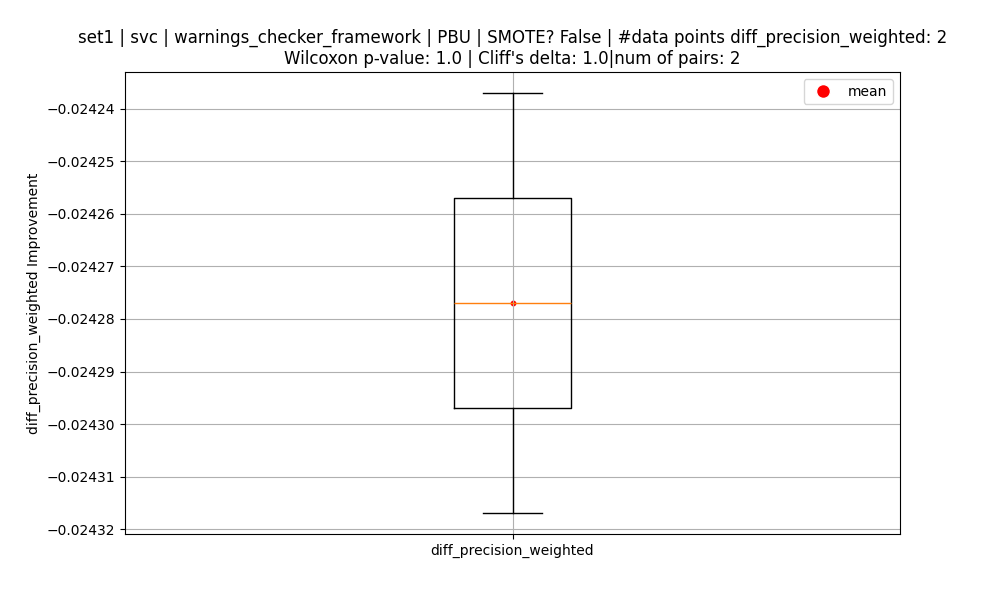 set1 | svc | warnings_checker_framework | PBU | SMOTE? False | #data points diff_precision_weighted: 2
Wilcoxon p-value: 1.0 | Cliff's delta: 1.0|num of pairs: 2
mean
−0.02424
−0.02425
−0.02426
−0.02427
−0.02428
−0.02429
−0.02430
−0.02431
−0.02432
diff_precision_weighted Improvement
diff_precision_weighted